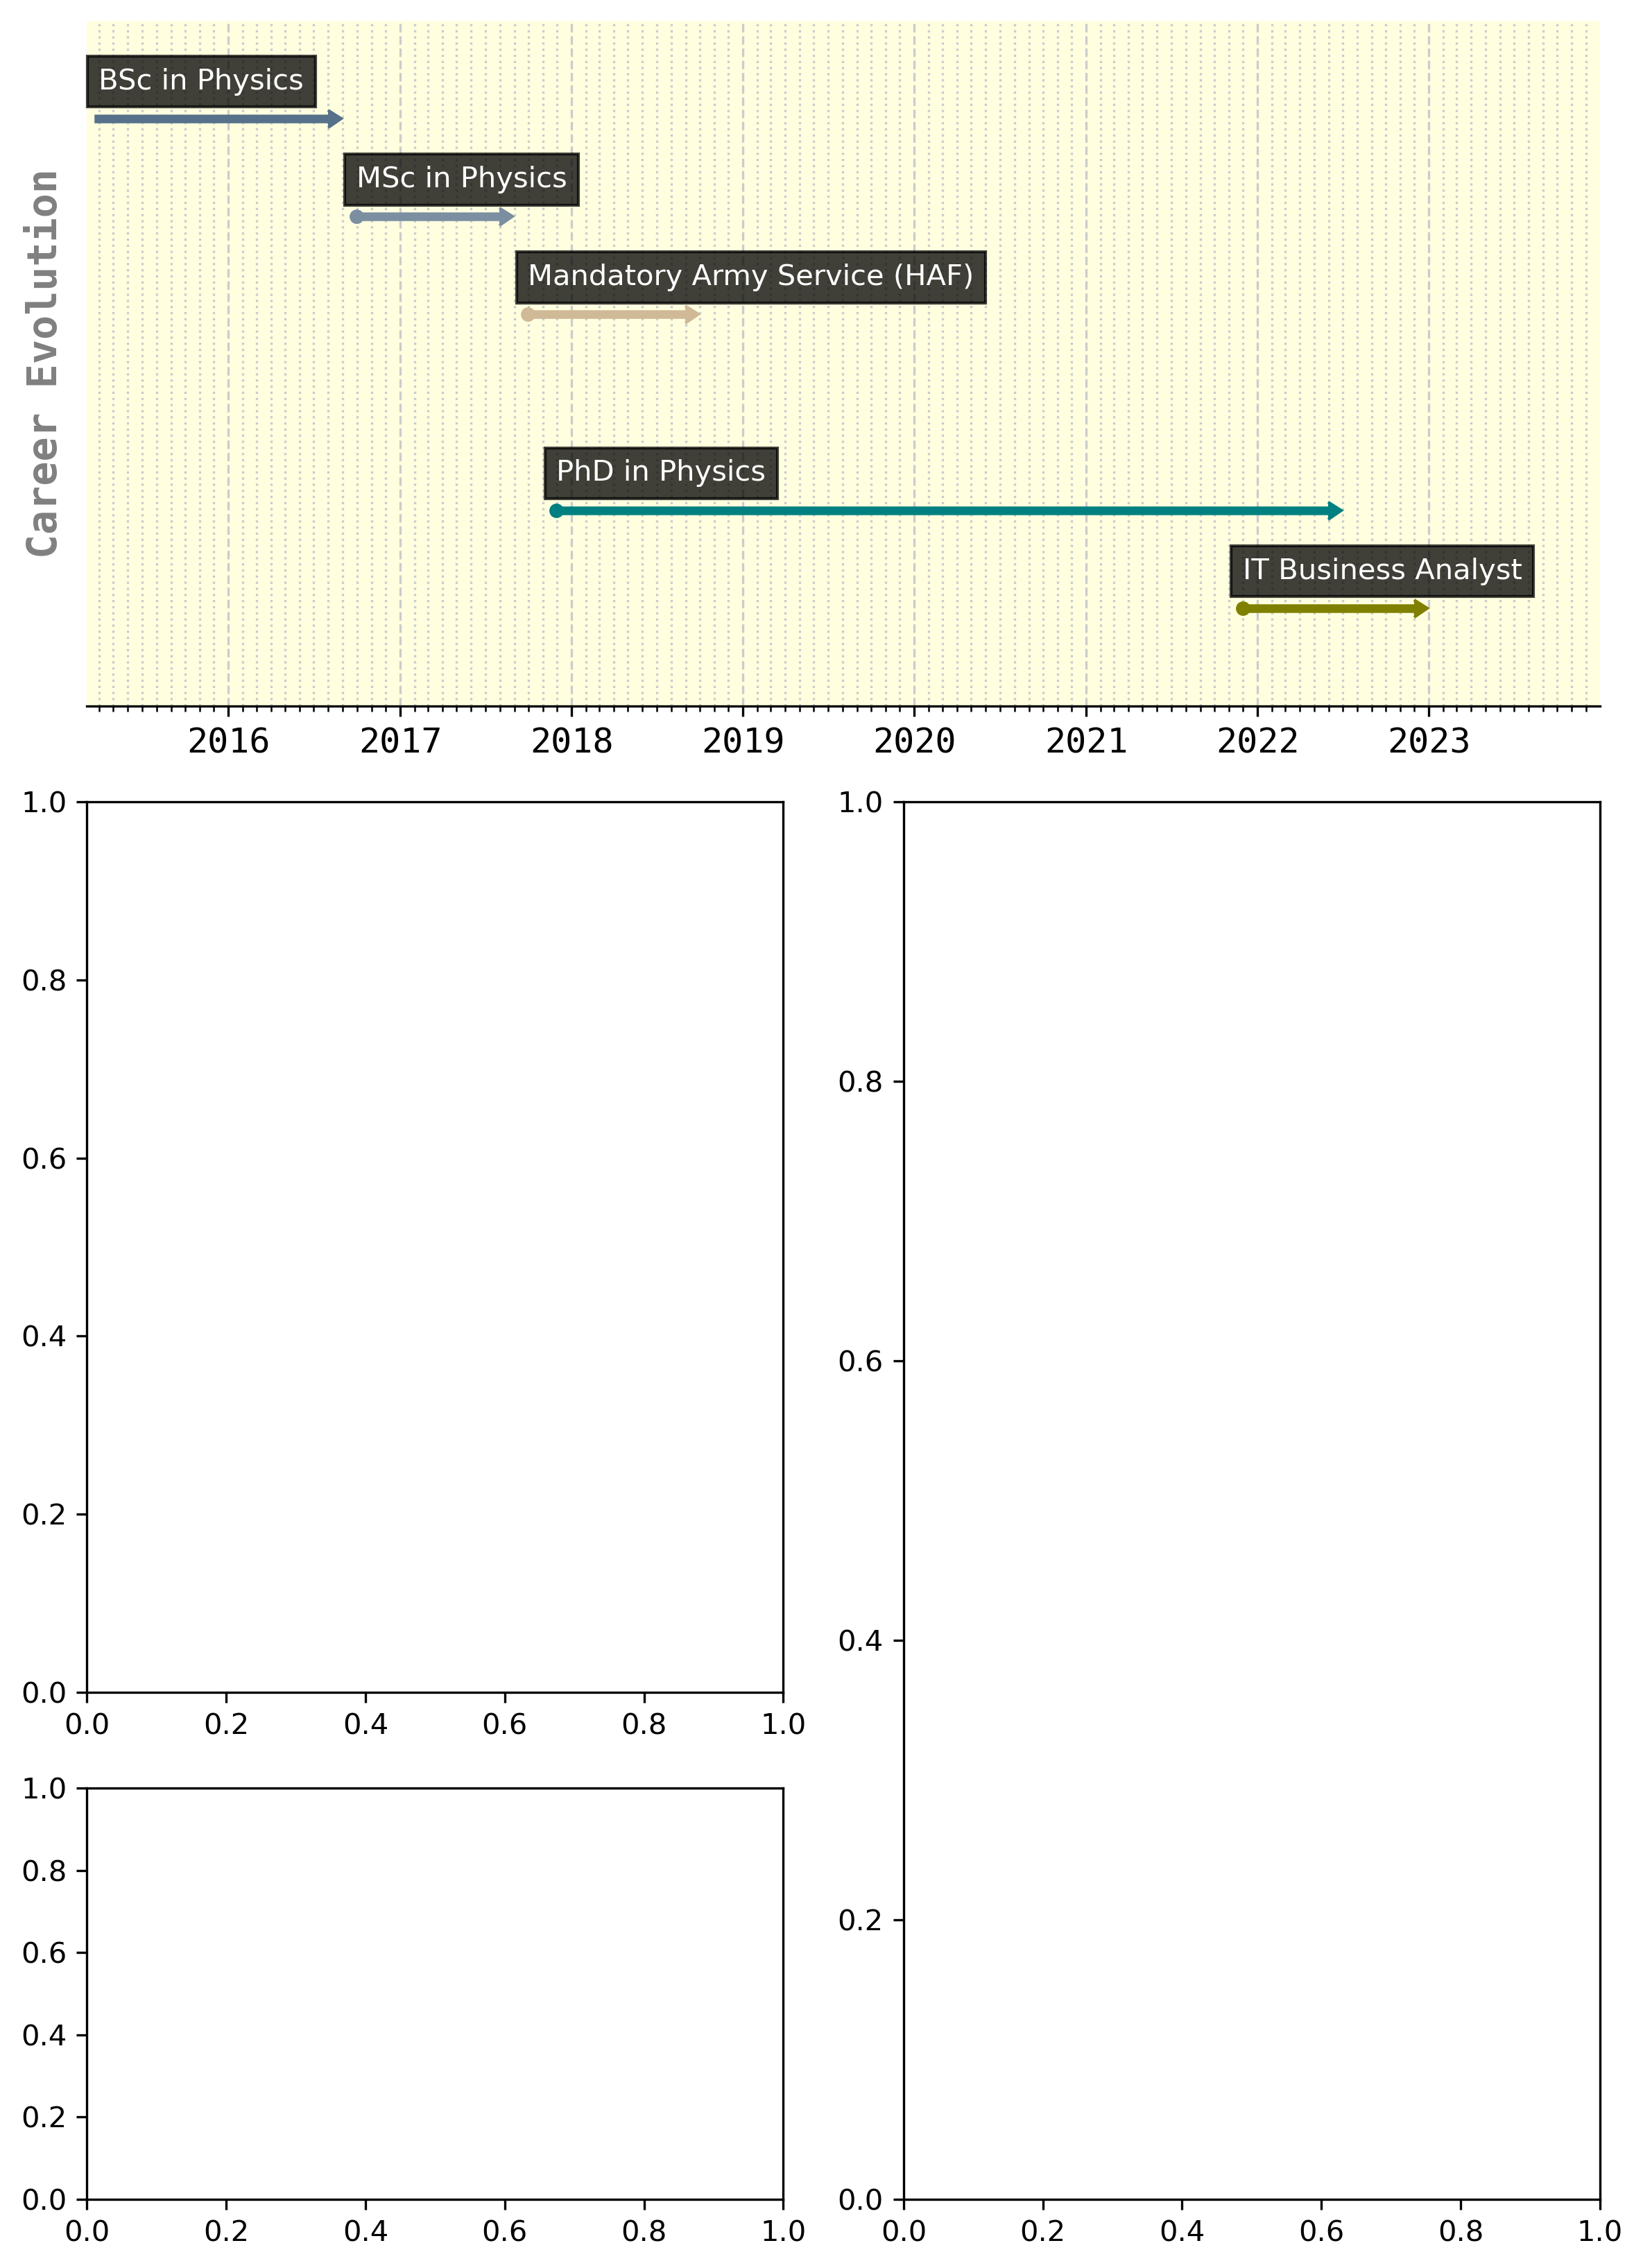 Career Evolution
BSc in Physics
MSc in Physics
Mandatory Army Service (HAF)
PhD in Physics
IT Business Analyst
2016 2017 2018 2019 2020 2021 2022 2023
1.0
0.8
0.6
0.4
0.2
0.0
0.0 0.2 0.4 0.6 0.8 1.0
1.0
0.8
0.6
0.4
0.2
0.0
0.0 0.2 0.4 0.6 0.8 1.0
1.0
0.8
0.6
0.4
0.2
0.0
0.0 0.2 0.4 0.6 0.8 1.0